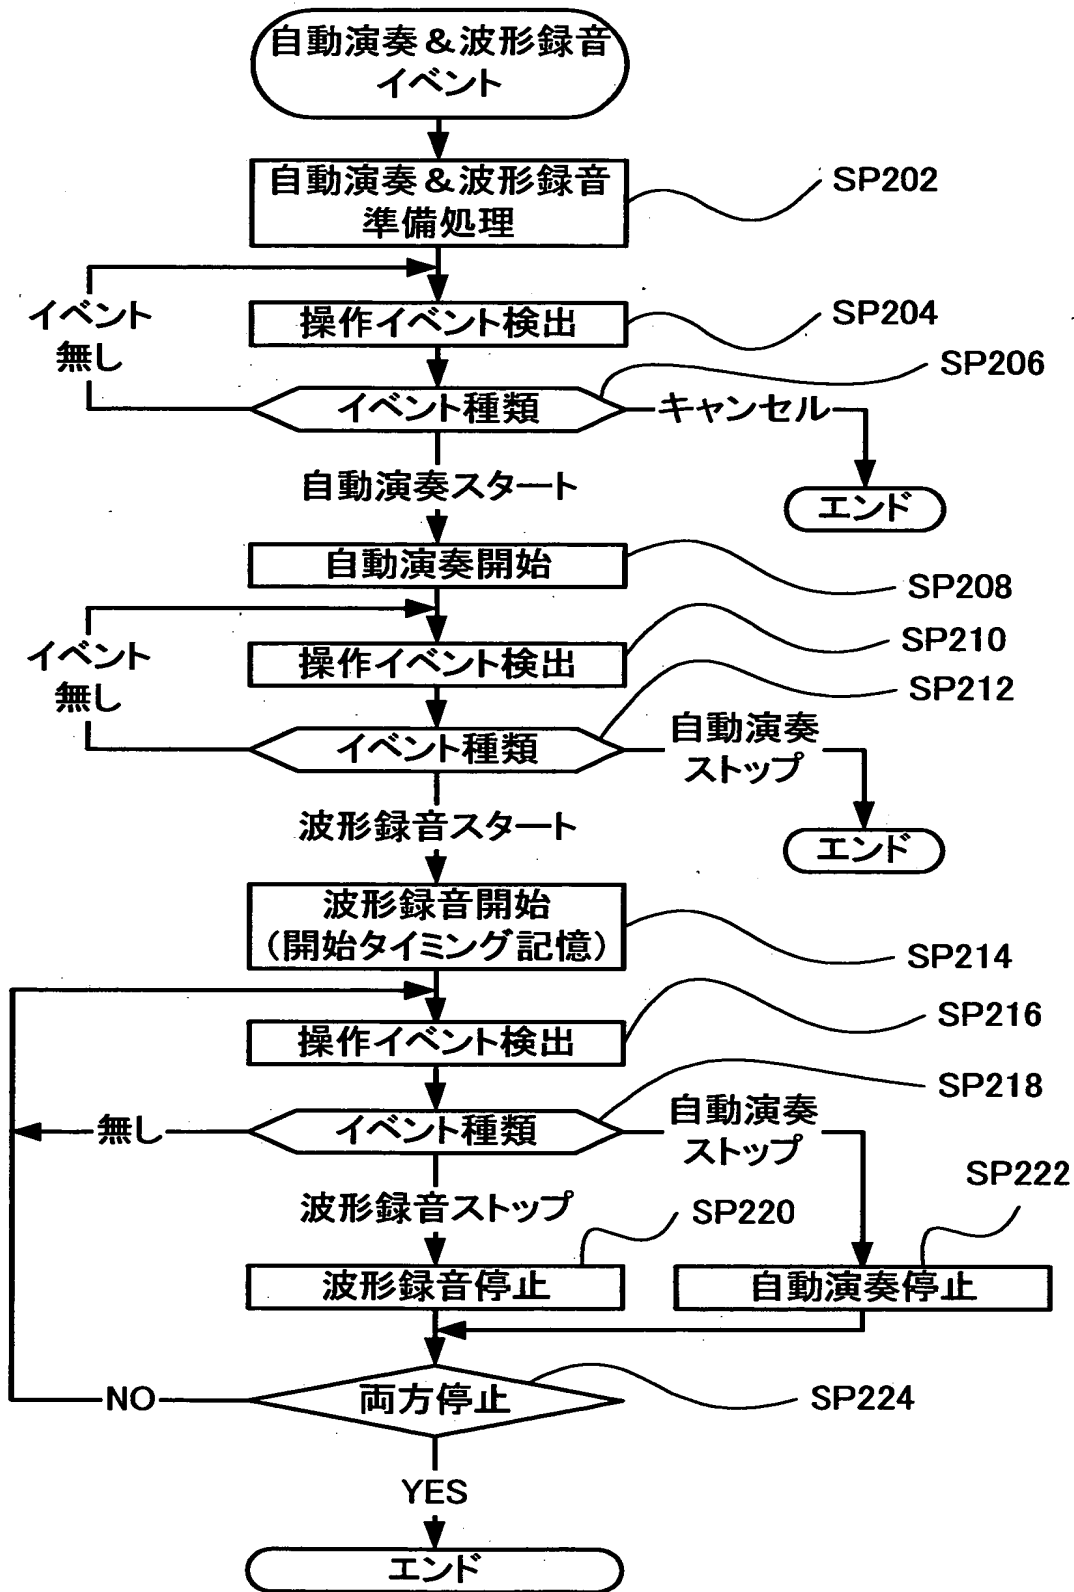 自動演奏&波形録音
イベント
自動演奏&波形録音
準備処理
SP202
イベント
無し
操作イベント検出
SP204
SP206
イベント種類
キャンセル
エンド
自動演奏スタート
自動演奏開始
SP208
イベント
無し
操作イベント検出
SP210
SP212
イベント種類
自動演奏
ストップ
エンド
波形録音スタート
波形録音開始
(開始タイミング記憶)
SP214
操作イベント検出
SP216
SP218
無し
イベント種類
自動演奏
ストップ
SP222
波形録音ストップ
SP220
波形録音停止
自動演奏停止
NO
両方停止
SP224
YES
エンド